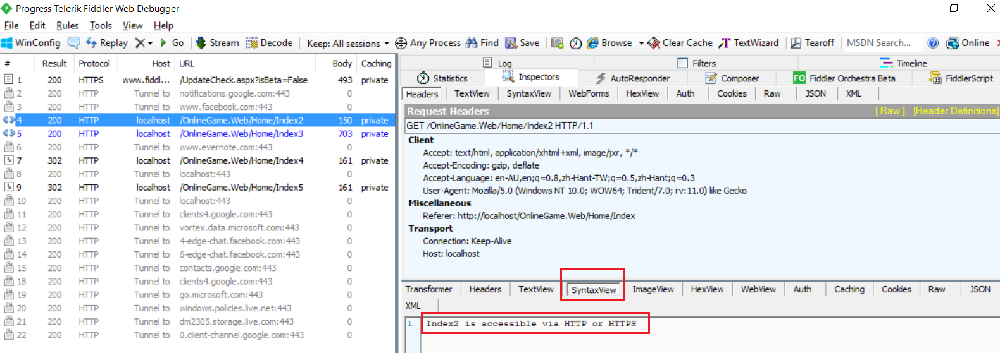 Progress Telerik Fiddler Web Debugger
File Edit Rules Tools View Help
WinConfig Replay Go Stream Decode Keep: All sessions Any Process Find Save Browse Clear Cache TextWizard Tearoff MSDN Search... Online
# Result Protocol Host URL Body Caching
1 200 HTTPS www.fiddl... /UpdateCheck.aspx?isBeta=False 493 private
2 200 HTTP Tunnel to notifications.google.com:443 0
3 200 HTTP Tunnel to www.facebook.com:443 0
4 200 HTTP localhost /OnlineGame.Web/Home/Index2 150 private
5 200 HTTP localhost /OnlineGame.Web/Home/Index3 703 private
6 200 HTTP Tunnel to www.evernote.com:443 0
7 302 HTTP localhost /OnlineGame.Web/Home/Index4 161 private
8 200 HTTP Tunnel to localhost:443 0
9 302 HTTP localhost /OnlineGame.Web/Home/Index5 161 private
10 200 HTTP Tunnel to localhost:443 0
11 200 HTTP Tunnel to clients4.google.com:443 0
12 200 HTTP Tunnel to vortex.data.microsoft.com:443 0
13 200 HTTP Tunnel to 4-edge-chat.facebook.com:443 0
14 200 HTTP Tunnel to 6-edge-chat.facebook.com:443 0
15 200 HTTP Tunnel to contacts.google.com:443 0
18 200 HTTP Tunnel to clients4.google.com:443 0
19 200 HTTP Tunnel to go.microsoft.com:443 0
20 200 HTTP Tunnel to windows.policies.live.net:443 0
21 200 HTTP Tunnel to dm2305.storage.live.com:443 0
22 200 HTTP Tunnel to 0.client-channel.google.com:443 0
Log Filters Timeline
Statistics Inspectors AutoResponder Composer FO Fiddler Orchestra Beta JS FiddlerScript
Headers TextView SyntaxView WebForms HexView Auth Cookies Raw JSON XML
Request Headers [ Raw ] [Header Definitions]
GET /OnlineGame.Web/Home/Index2 HTTP/1.1
Client
Accept: text/html, application/xhtml+xml, image/jxr, */*
Accept-Encoding: gzip, deflate
Accept-Language: en-AU,en;q=0.8,zh-Hant-TW;q=0.5,zh-Hant;q=0.3
User-Agent: Mozilla/5.0 (Windows NT 10.0; WOW64; Trident/7.0; rv:11.0) like Gecko
Miscellaneous
Referer: http://localhost/OnlineGame.Web/Home/Index
Transport
Connection: Keep-Alive
Host: localhost
Transformer Headers TextView SyntaxView ImageView HexView WebView Auth Caching Cookies Raw JSON
XML
1 Index2 is accessible via HTTP or HTTPS